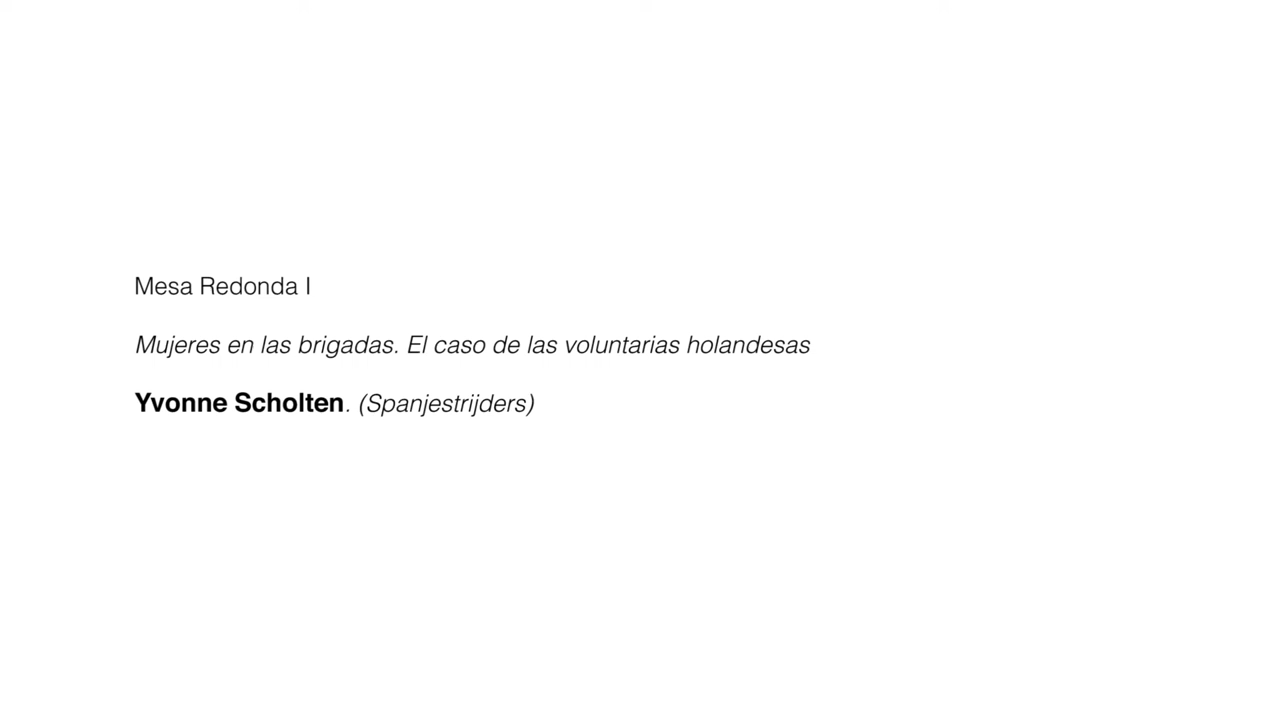 Mesa Redonda I
Mujeres en las brigadas. El caso de las voluntarias holandesas
Yvonne Scholten. (Spanjestrijders)